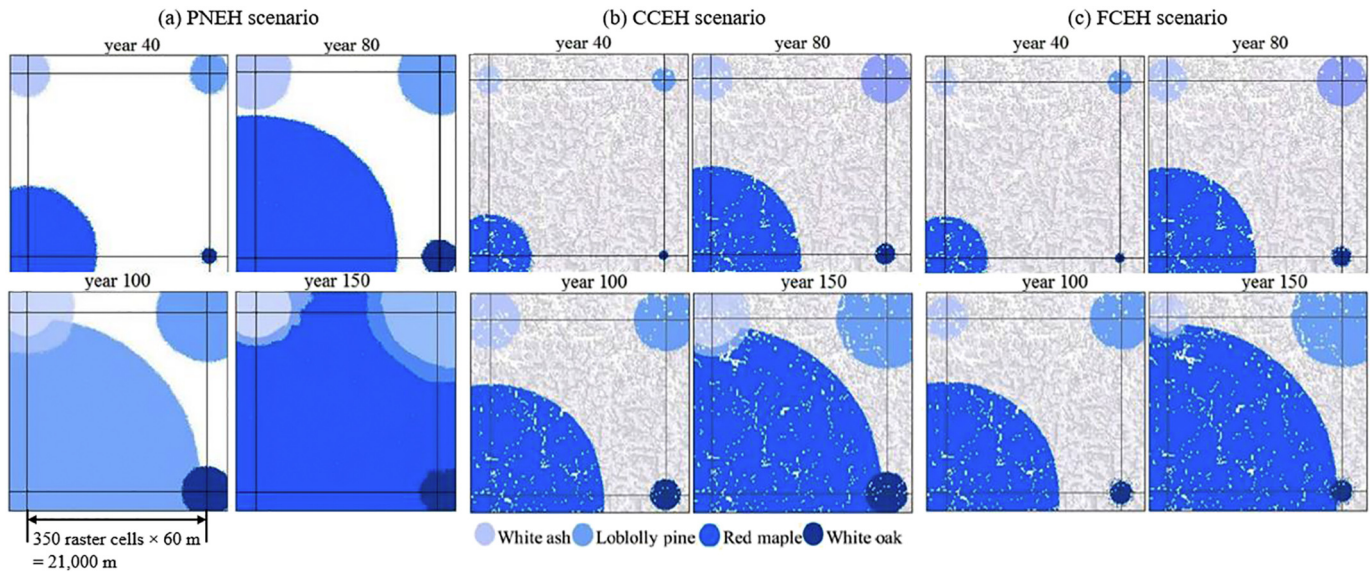 (a) PNEH scenario
(b) CCEH scenario
(c) FCEH scenario
year 40
year 80
year 40
year 80
year 40
year 80
year 100
year 150
year 100
year 150
year 100
year 150
350 raster cells × 60 m
= 21,000 m
White ash
Loblolly pine
Red maple
White oak